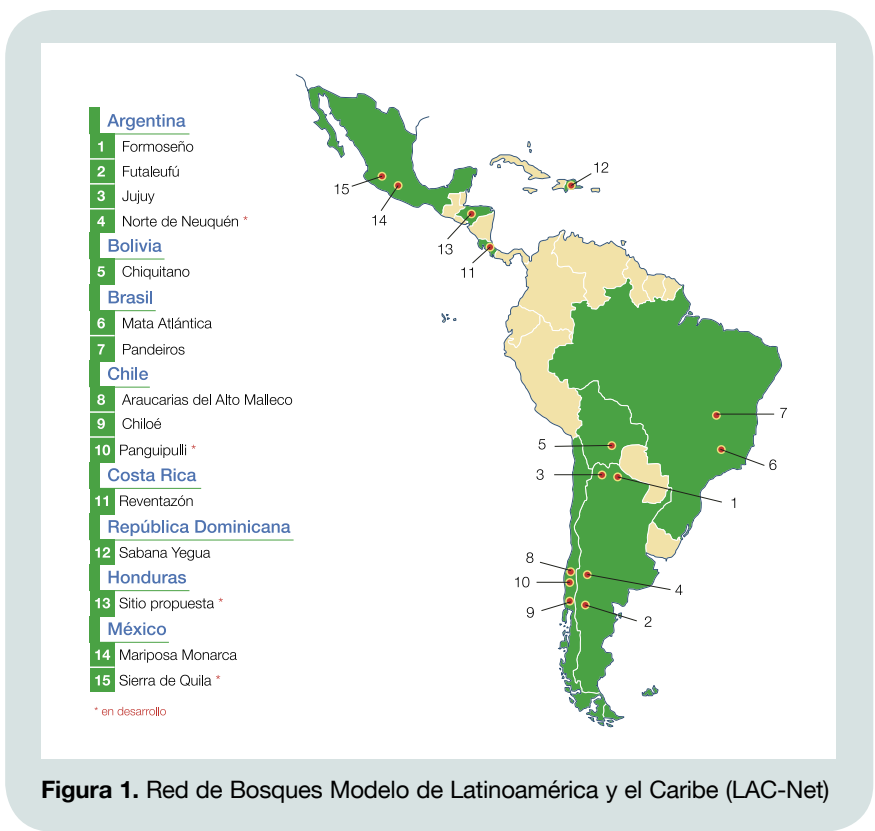 Argentina
1 Formoseño
2 Futaleufú
3 Jujuy
4 Norte de Neuquén *
Bolivia
5 Chiquitano
Brasil
6 Mata Atlántica
7 Pandeiros
Chile
8 Araucarias del Alto Malleco
9 Chiloé
10 Panguipulli *
Costa Rica
11 Reventazón
República Dominicana
12 Sabana Yegua
Honduras
13 Sitio propuesta *
México
14 Mariposa Monarca
15 Sierra de Quila *
* en desarrollo
12
15
14
13
11
7
5
6
3
1
8
10
4
9
2
Figura 1. Red de Bosques Modelo de Latinoamérica y el Caribe (LAC-Net)